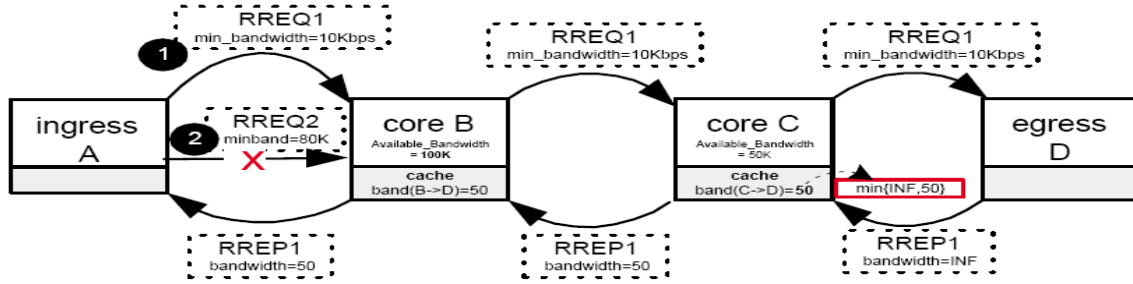 RREQ1
min_bandwidth=10Kbps
RREQ1
min_bandwidth=10Kbps
RREQ1
min_bandwidth=10Kbps
1
ingress
A
2
RREQ2
minband=80K
X
core B
Available_Bandwidth
= 100K
cache
band(B->D)=50
core C
Available_Bandwidth
= 50K
cache
band(C->D)=50
min{INF,50}
egress
D
RREP1
bandwidth=50
RREP1
bandwidth=50
RREP1
bandwidth=INF